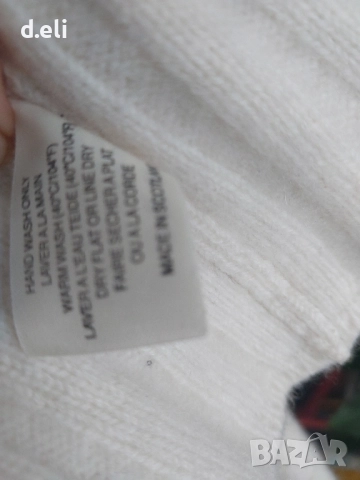 d.eli
HAND WASH ONLY
LAVER A LA MAIN
WARM WASH (40°C/104°F)
LAVER A L'EAU TEIDE (40°C/104°F)
DRY FLAT OR LINE DRY
FAIRE SECHER A PLAT
OU A LA CORDE
MADE IN SCOTLAND
BAZAR